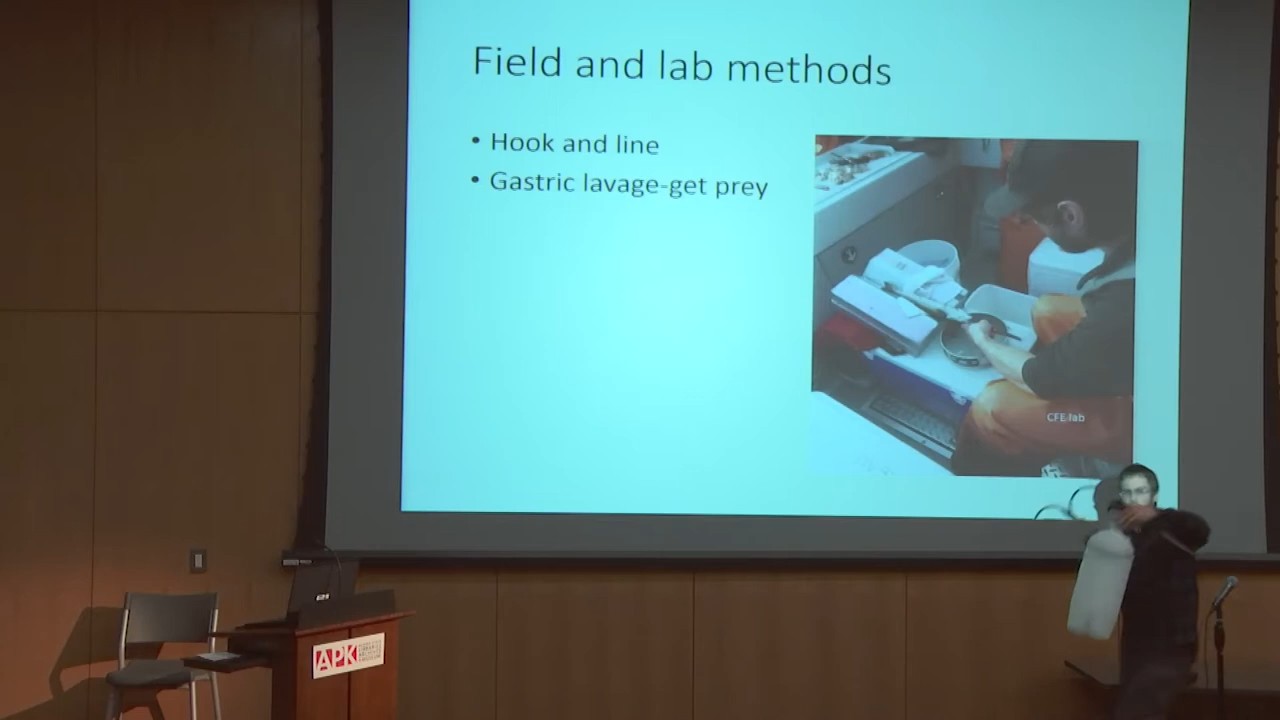 Field and lab methods
• Hook and line
• Gastric lavage-get prey
CFE lab
APK